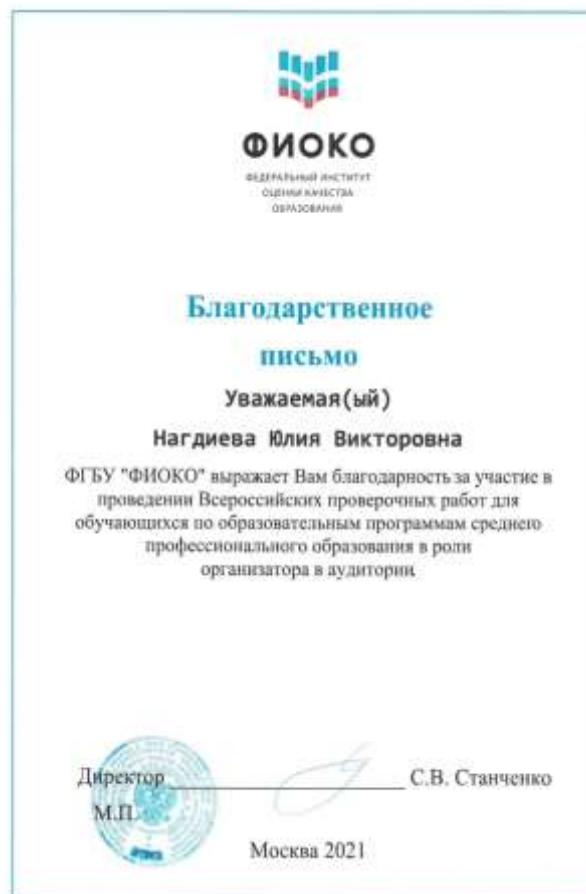 ФИОКО
ФЕДЕРАЛЬНЫЙ ИНСТИТУТ
ОЦЕНКИ КАЧЕСТВА
ОБРАЗОВАНИЯ
Благодарственное
письмо
Уважаемая(ый)
Нагдиева Юлия Викторовна
ФГБУ "ФИОКО" выражает Вам благодарность за участие в
проведении Всероссийских проверочных работ для
обучающихся по образовательным программам среднего
профессионального образования в роли
организатора в аудитории
Директор С.В. Станченко
М.П.
Москва 2021